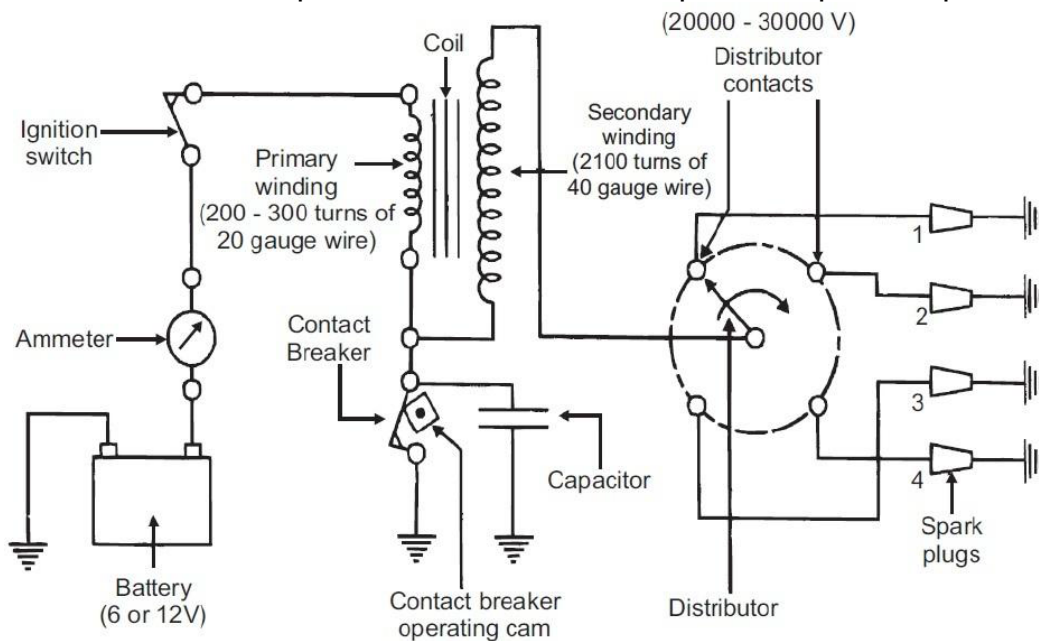 (20000 - 30000 V)
Coil
Distributor
contacts
Ignition
switch
Primary
winding
(200 - 300 turns of
20 gauge wire)
Secondary
winding
(2100 turns of
40 gauge wire)
1
2
3
4
Ammeter
Contact
Breaker
Capacitor
Spark
plugs
Battery
(6 or 12V)
Contact breaker
operating cam
Distributor